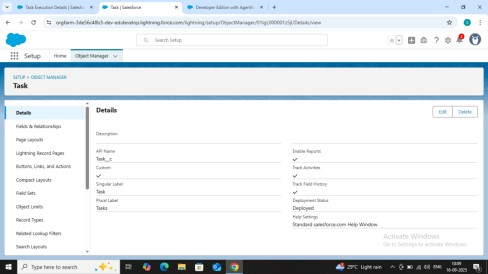 Task Execution Details | Salesf
Task | Salesforce
Developer Edition with Agentf
orgfarm-3de56c48b3-dev-ed.develop.lightning.force.com/lightning/setup/ObjectManager/
/Details/view
Search Setup
Setup
Home
Object Manager
SETUP > OBJECT MANAGER
Task
Details
Fields & Relationships
Page Layouts
Lightning Record Pages
Buttons, Links, and Actions
Compact Layouts
Field Sets
Object Limits
Record Types
Related Lookup Filters
Search Layouts
Details
Edit
Delete
Description
API Name
Task__c
Custom
Singular Label
Task
Plural Label
Tasks
Enable Reports
Track Activities
Track Field History
Deployment Status
Deployed
Help Settings
Standard salesforce.com Help Window
Activate Windows
Go to Settings to activate Windows.
Type here to search
29°C Light rain
ENG
10:09
16-09-2025